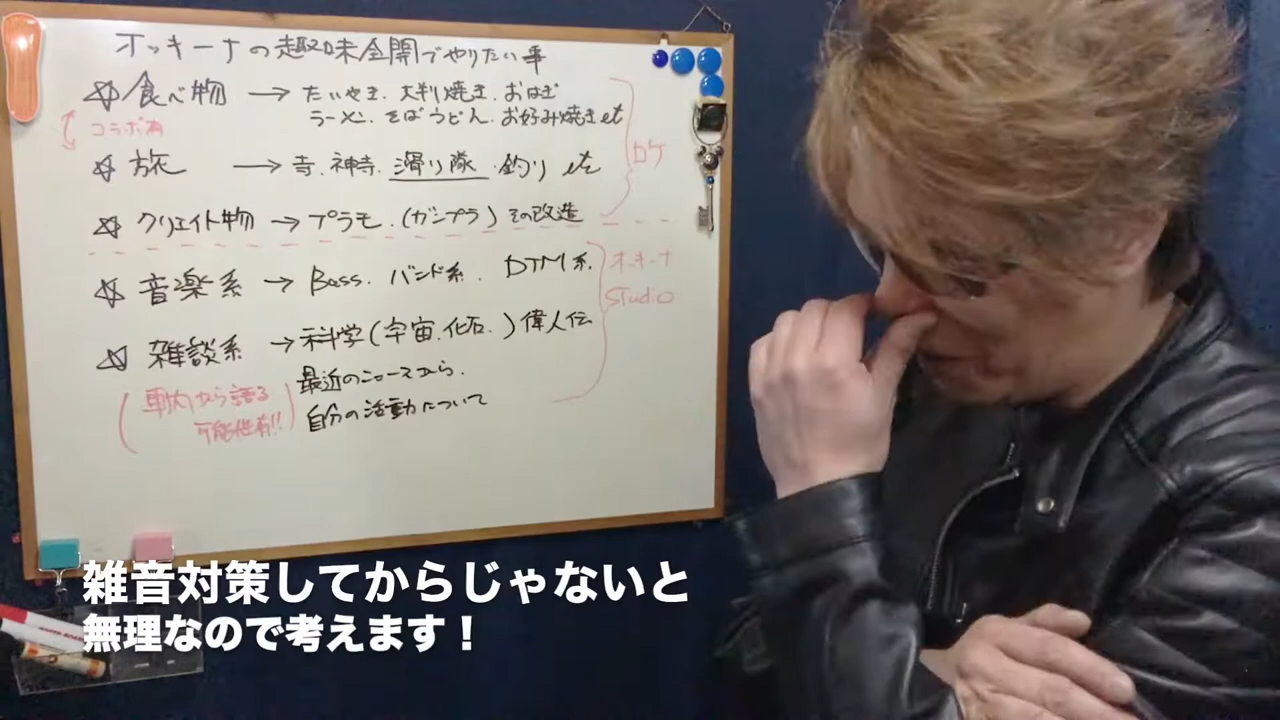 オッキーナの趣味全開でやりたい事
☆食べ物 → たいやき、大判焼き、おはぎ
ラーメン、そばうどん、お好み焼きetc
コラボ有
☆旅 → 寺、神寺、滑り隊、釣り etc
ロケ
☆クリエイト物 → プラモ、(ガンプラ)その改造
☆音楽系 → Bass、バンド系、DTM系、
オッキーナ
STudio
☆雑談系 → 科学(宇宙、化石、)偉人伝
最近のニュースから、
自分の活動について
(車内から語る
可能性有!!)
雑音対策してからじゃないと
無理なので考えます！